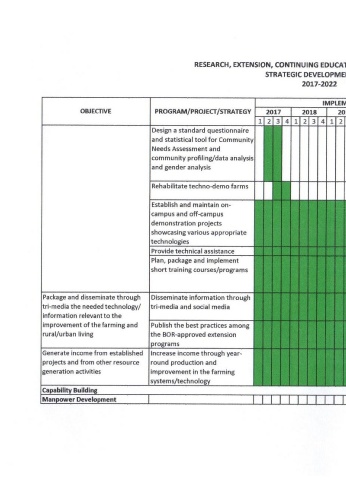 RESEARCH, EXTENSION, CONTINUING EDUCAT
STRATEGIC DEVELOPME
2017-2022
IMPLEM
OBJECTIVE PROGRAM/PROJECT/STRATEGY 2017 2018 20
1 2 3 4 1 2 3 4 1 2
Design a standard questionnaire
and statistical tool for Community
Needs Assessment and
community profiling/data analysis
and gender analysis
Rehabilitate techno-demo farms
Establish and maintain on-
campus and off-campus
demonstration projects
showcasing various appropriate
technologies
Provide technical assistance
Plan, package and implement
short training courses/programs
Package and disseminate through
tri-media the needed technology/
information relevant to the
improvement of the farming and
rural/urban living
Disseminate information through
tri-media and social media
Publish the best practices among
the BOR-approved extension
programs
Generate income from established
projects and from other resource
generation activities
Increase income through year-
round production and
improvement in the farming
systems/technology
Capability Building
Manpower Development